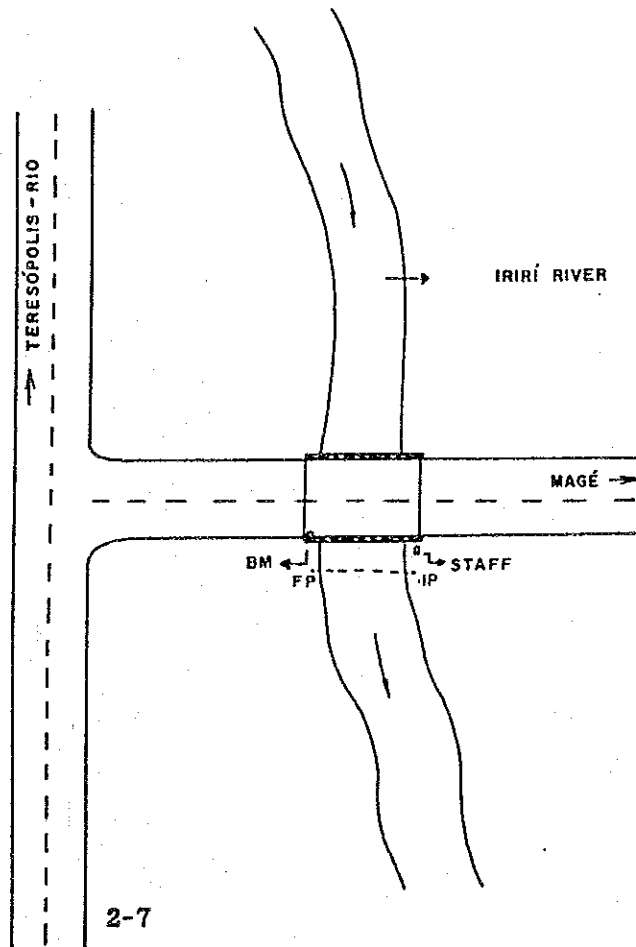 TERESÓPOLIS-RIO
IRIRÍ RIVER
MAGÉ
BM
STAFF
FP
IP
2-7